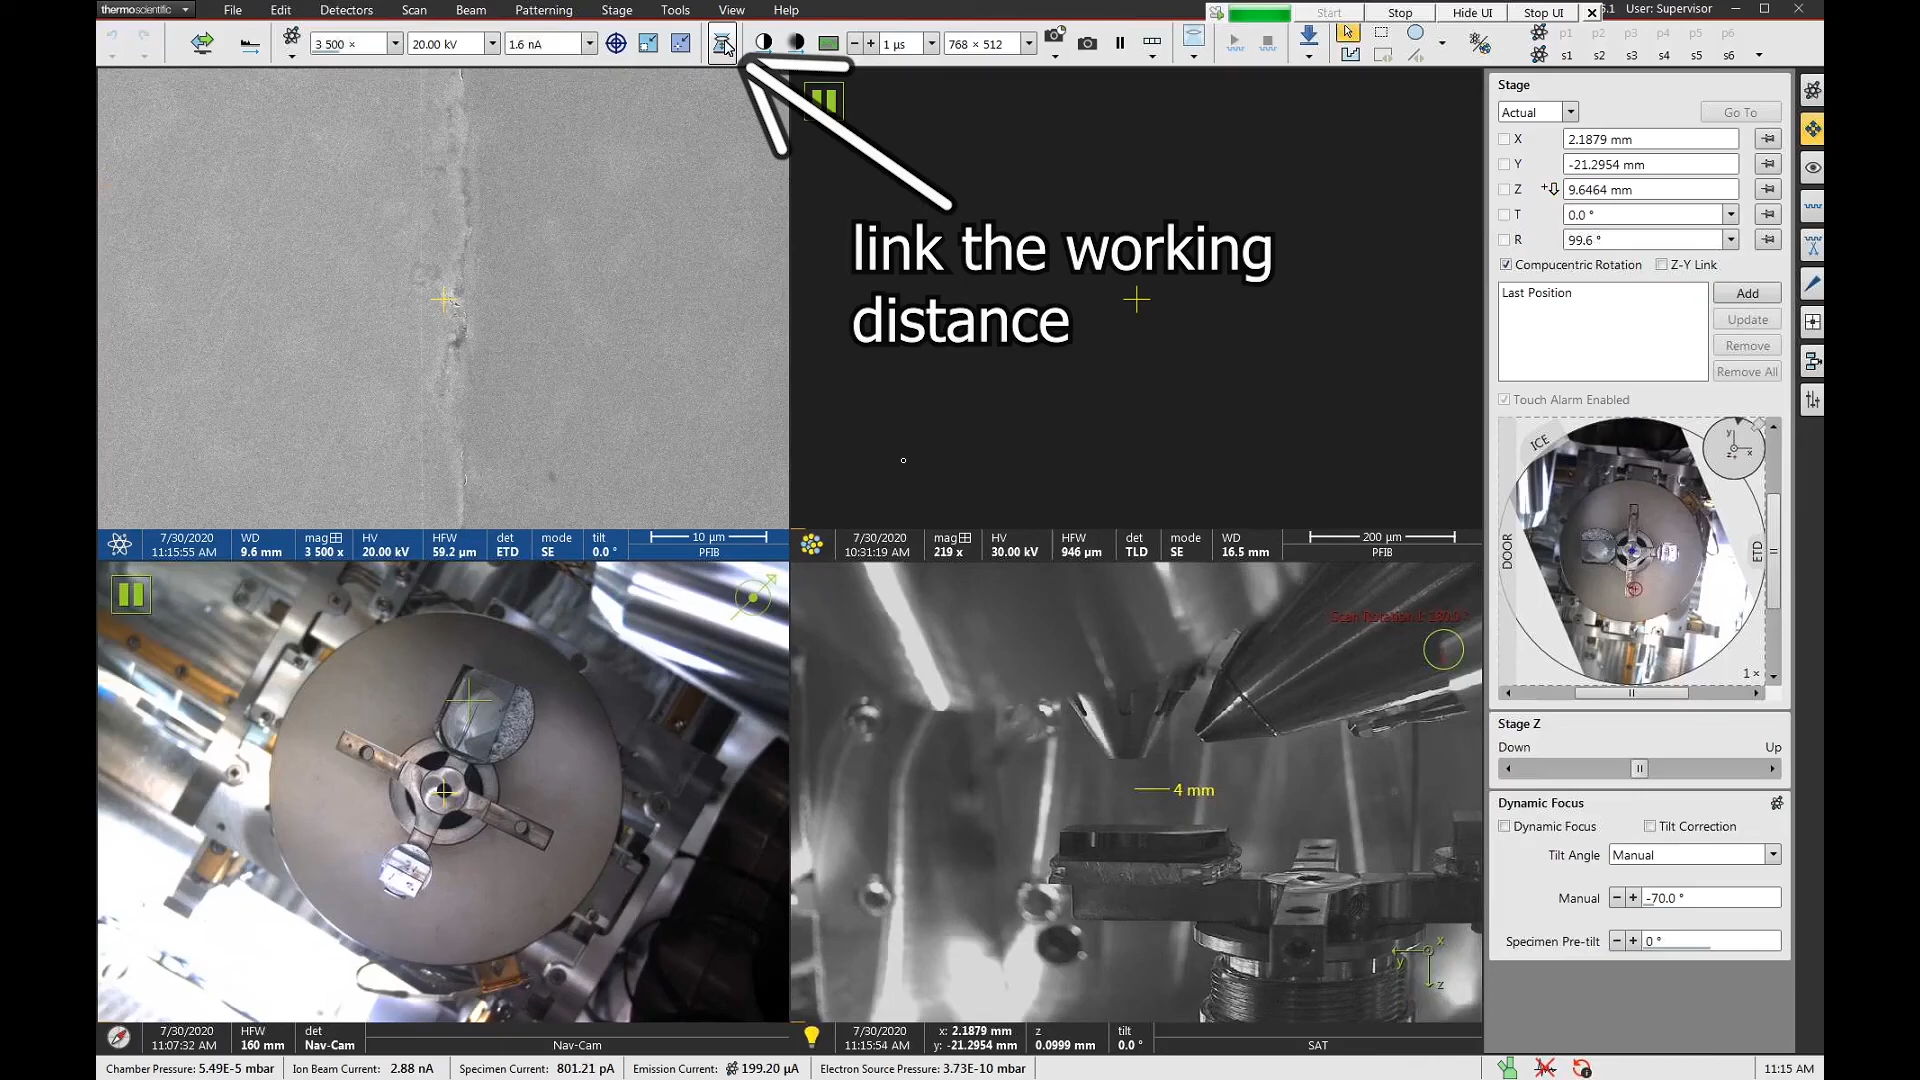 thermoscientific File Edit Detectors Scan Beam Patterning Stage Tools View Help Start Stop Hide UI Stop UI 5.1 User: Supervisor
3 500 × 20.00 kV 1.6 nA 1 µs 768 × 512 p1 p2 p3 p4 p5 p6
s1 s2 s3 s4 s5 s6
link the working
distance
7/30/2020 WD mag HV HFW det mode tilt 10 µm
11:15:55 AM 9.6 mm 3 500 x 20.00 kV 59.2 µm ETD SE 0.0 ° PFIB
7/30/2020 mag HV HFW det mode WD 200 µm
10:31:19 AM 219 x 30.00 kV 946 µm TLD SE 16.5 mm PFIB
Scan Rotation I: 180.0 °
4 mm
x
y
z
7/30/2020 HFW det
11:07:32 AM 160 mm Nav-Cam Nav-Cam
7/30/2020 x: 2.1879 mm z tilt
11:15:54 AM y: -21.2954 mm 0.0999 mm 0.0 ° SAT
Stage
Actual Go To
X 2.1879 mm
Y -21.2954 mm
Z 9.6464 mm
T 0.0 °
R 99.6 °
Compucentric Rotation Z-Y Link
Last Position Add
Update
Remove
Remove All
Touch Alarm Enabled
ICE
y
x
z+
DOOR
ETD
1 ×
Stage Z
Down Up
Dynamic Focus
Dynamic Focus Tilt Correction
Tilt Angle Manual
Manual -70.0 °
Specimen Pre-tilt 0 °
Chamber Pressure: 5.49E-5 mbar Ion Beam Current: 2.88 nA Specimen Current: 801.21 pA Emission Current: 199.20 µA Electron Source Pressure: 3.73E-10 mbar 11:15 AM